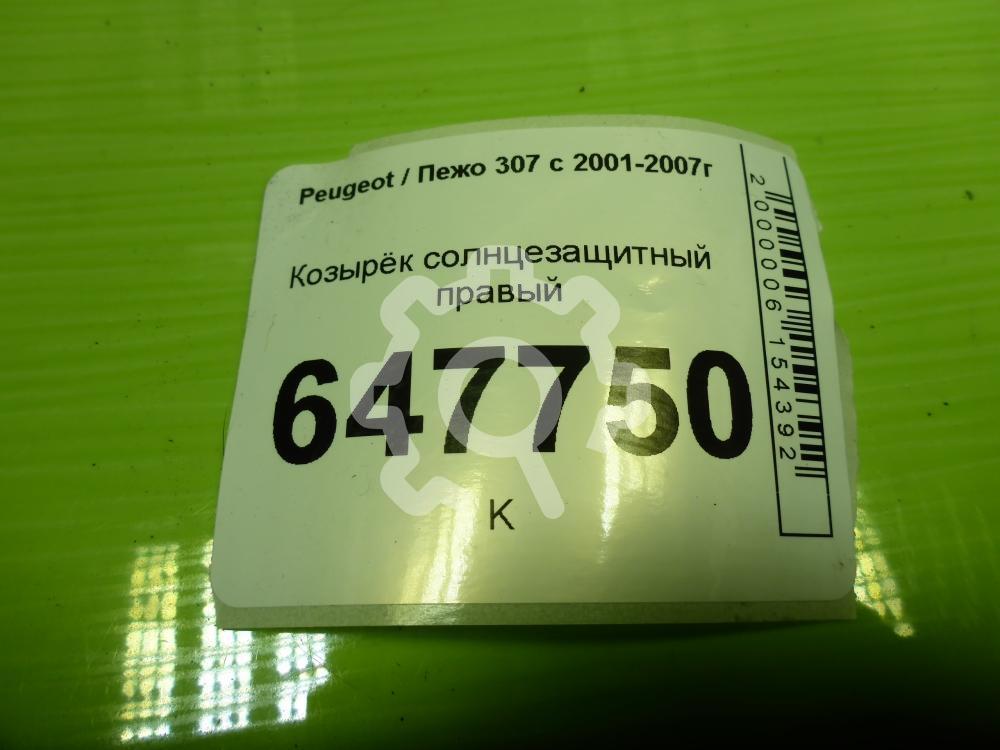 Peugeot / Пежо 307 с 2001-2007г
Козырёк солнцезащитный
правый
647750
К
2000006154392